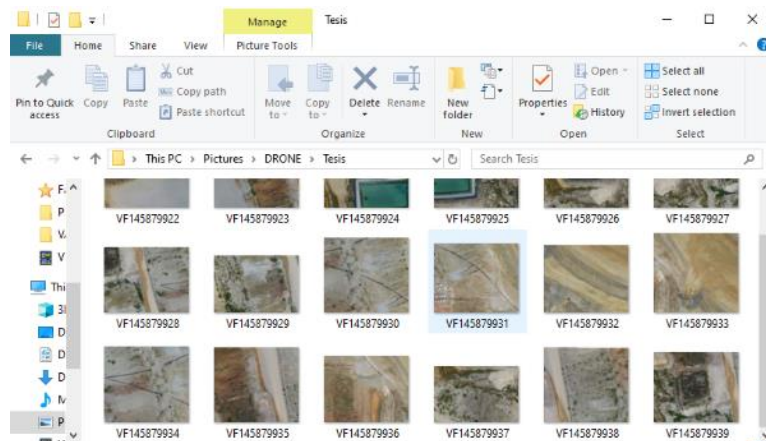 Manage
Tesis
File
Home
Share
View
Picture Tools
Pin to Quick access
Copy
Paste
Cut
Copy path
Paste shortcut
Move to
Copy to
Delete
Rename
New folder
Properties
Open
Edit
History
Select all
Select none
Invert selection
Clipboard
Organize
New
Open
Select
This PC > Pictures > DRONE > Tesis
Search Tesis
VF145879922
VF145879923
VF145879924
VF145879925
VF145879926
VF145879927
VF145879928
VF145879929
VF145879930
VF145879931
VF145879932
VF145879933
Thi
VF145879934
VF145879935
VF145879936
VF145879937
VF145879938
VF145879939